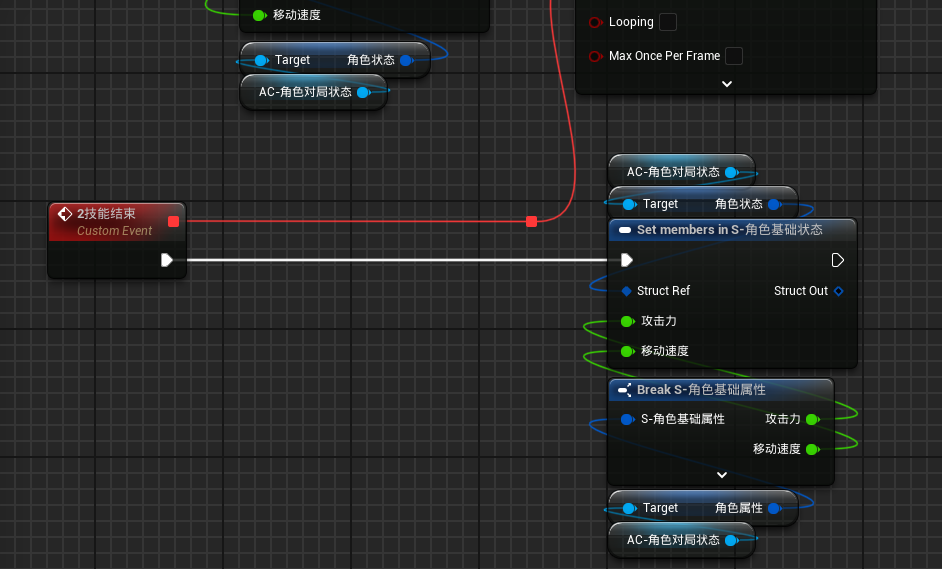 移动速度
Target 角色状态
AC-角色对局状态
Looping
Max Once Per Frame
2技能结束
Custom Event
AC-角色对局状态
Target 角色状态
Set members in S-角色基础状态
Struct Ref Struct Out
攻击力
移动速度
Break S-角色基础属性
S-角色基础属性 攻击力
移动速度
Target 角色属性
AC-角色对局状态